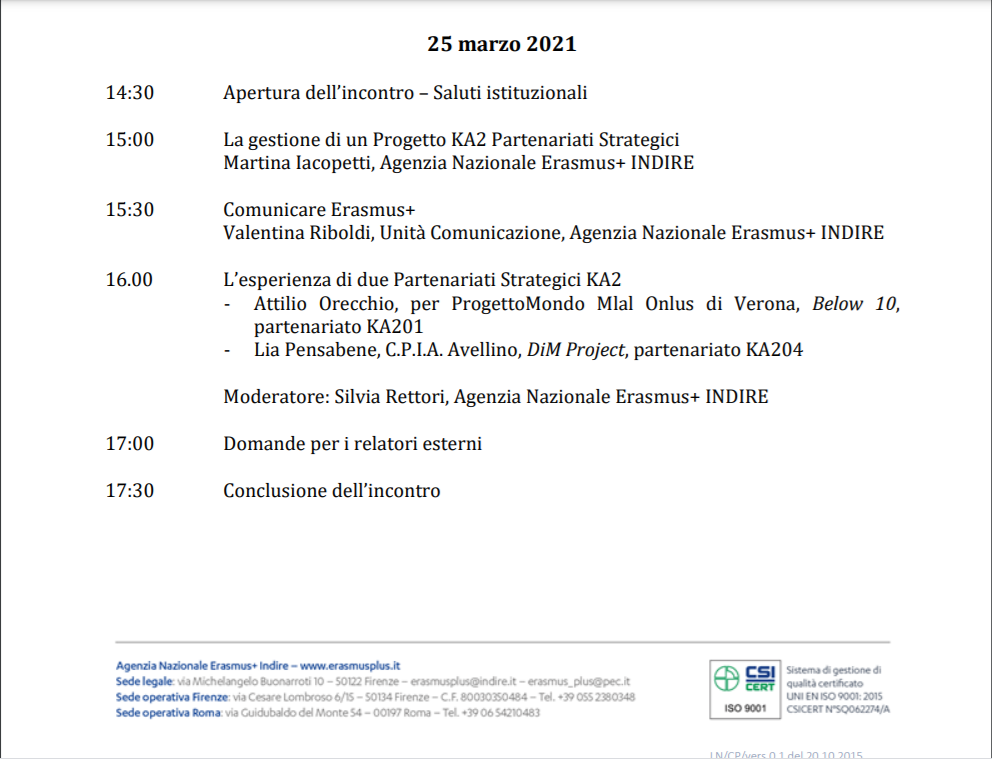 25 marzo 2021
14:30 Apertura dell’incontro – Saluti istituzionali
15:00 La gestione di un Progetto KA2 Partenariati Strategici
Martina Iacopetti, Agenzia Nazionale Erasmus+ INDIRE
15:30 Comunicare Erasmus+
Valentina Riboldi, Unità Comunicazione, Agenzia Nazionale Erasmus+ INDIRE
16.00 L’esperienza di due Partenariati Strategici KA2
- Attilio Orecchio, per ProgettoMondo Mlal Onlus di Verona, Below 10,
partenariato KA201
- Lia Pensabene, C.P.I.A. Avellino, DiM Project, partenariato KA204
Moderatore: Silvia Rettori, Agenzia Nazionale Erasmus+ INDIRE
17:00 Domande per i relatori esterni
17:30 Conclusione dell’incontro
Agenzia Nazionale Erasmus+ Indire – www.erasmusplus.it
Sede legale: via Michelangelo Buonarroti 10 – 50122 Firenze – erasmusplus@indire.it – erasmus_plus@pec.it
Sede operativa Firenze: via Cesare Lombroso 6/15 – 50134 Firenze – C.F. 80030350484 – Tel. +39 055 2380348
Sede operativa Roma: via Guidubaldo del Monte 54 – 00197 Roma – Tel. +39 06 54210483
CSI
CERT
ISO 9001
Sistema di gestione di
qualità certificato
UNI EN ISO 9001: 2015
CSICERT N°SQ062274/A
LN/CP/vers 0.1 del 20.10.2015